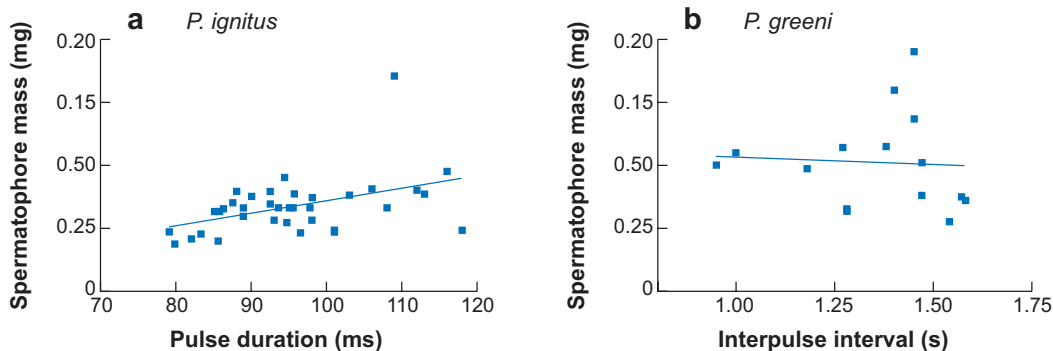 a P. ignitus
Spermatophore mass (mg)
0.20
0.15
0.50
0.25
0
70 80 90 100 110 120
Pulse duration (ms)
b P. greeni
Spermatophore mass (mg)
0.20
0.15
0.50
0.25
0
1.00 1.25 1.50 1.75
Interpulse interval (s)